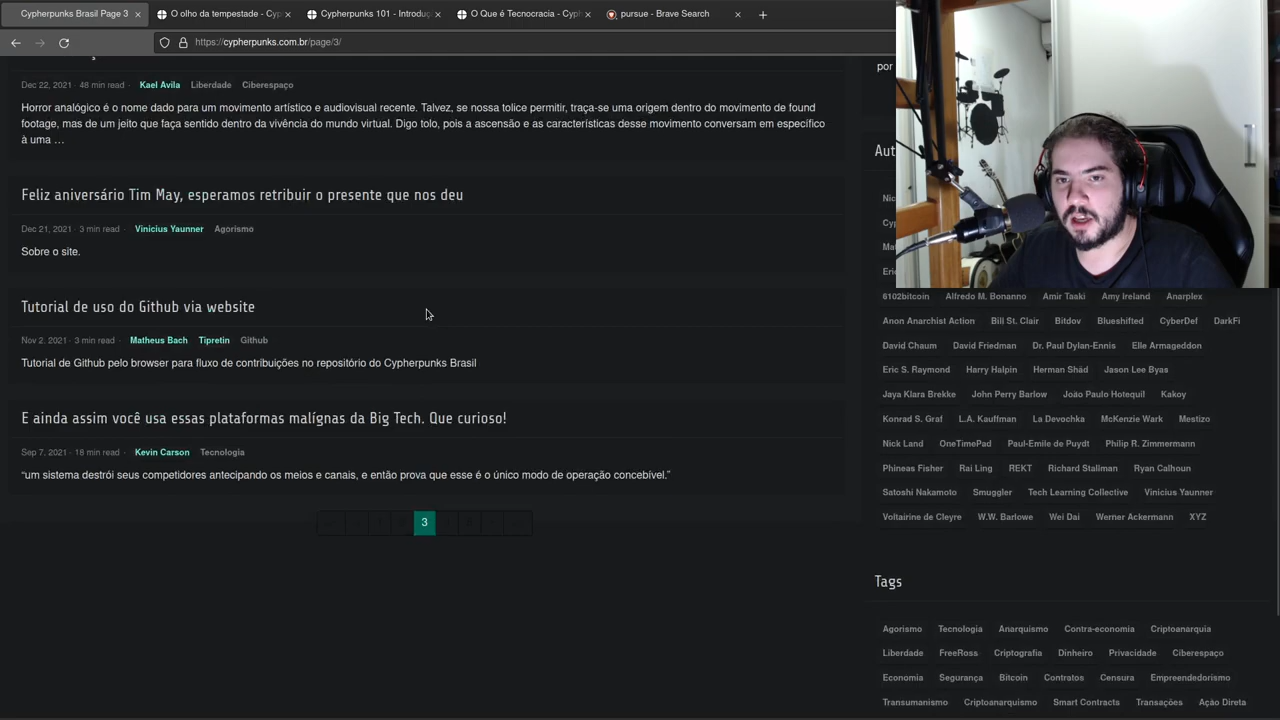 Cypherpunks Brasil Page 3
O olho da tempestade - Cyp
Cypherpunks 101 - Introduç
O Que é Tecnocracia - Cyph
pursue - Brave Search
https://cypherpunks.com.br/page/3/
Dec 22, 2021 · 48 min read · Kael Avila Liberdade Ciberespaço
Horror analógico é o nome dado para um movimento artístico e audiovisual recente. Talvez, se nossa tolice permitir, traça-se uma origem dentro do movimento de found
footage, mas de um jeito que faça sentido dentro da vivência do mundo virtual. Digo tolo, pois a ascensão e as características desse movimento conversam em específico
à uma …
Feliz aniversário Tim May, esperamos retribuir o presente que nos deu
Dec 21, 2021 · 3 min read · Vinicius Yaunner Agorismo
Sobre o site.
Tutorial de uso do Github via website
Nov 2, 2021 · 3 min read · Matheus Bach Tipretin Github
Tutorial de Github pelo browser para fluxo de contribuições no repositório do Cypherpunks Brasil
E ainda assim você usa essas plataformas malígnas da Big Tech. Que curioso!
Sep 7, 2021 · 18 min read · Kevin Carson Tecnologia
“um sistema destrói seus competidores antecipando os meios e canais, e então prova que esse é o único modo de operação concebível.”
3
por
Aut
Nic
Cyp
Mat
Eric
6102bitcoin Alfredo M. Bonanno Amir Taaki Amy Ireland Anarplex
Anon Anarchist Action Bill St. Clair Bitdov Blueshifted CyberDef DarkFi
David Chaum David Friedman Dr. Paul Dylan-Ennis Elle Armageddon
Eric S. Raymond Harry Halpin Herman Shád Jason Lee Byas
Jaya Klara Brekke John Perry Barlow João Paulo Hotequil Kakoy
Konrad S. Graf L.A. Kauffman La Devochka McKenzie Wark Mestizo
Nick Land OneTimePad Paul-Emile de Puydt Philip R. Zimmermann
Phineas Fisher Rai Ling REKT Richard Stallman Ryan Calhoun
Satoshi Nakamoto Smuggler Tech Learning Collective Vinicius Yaunner
Voltairine de Cleyre W.W. Barlowe Wei Dai Werner Ackermann XYZ
Tags
Agorismo Tecnologia Anarquismo Contra-economia Criptoanarquia
Liberdade FreeRoss Criptografia Dinheiro Privacidade Ciberespaço
Economia Segurança Bitcoin Contratos Censura Empreendedorismo
Transumanismo Criptoanarquismo Smart Contracts Transações Ação Direta